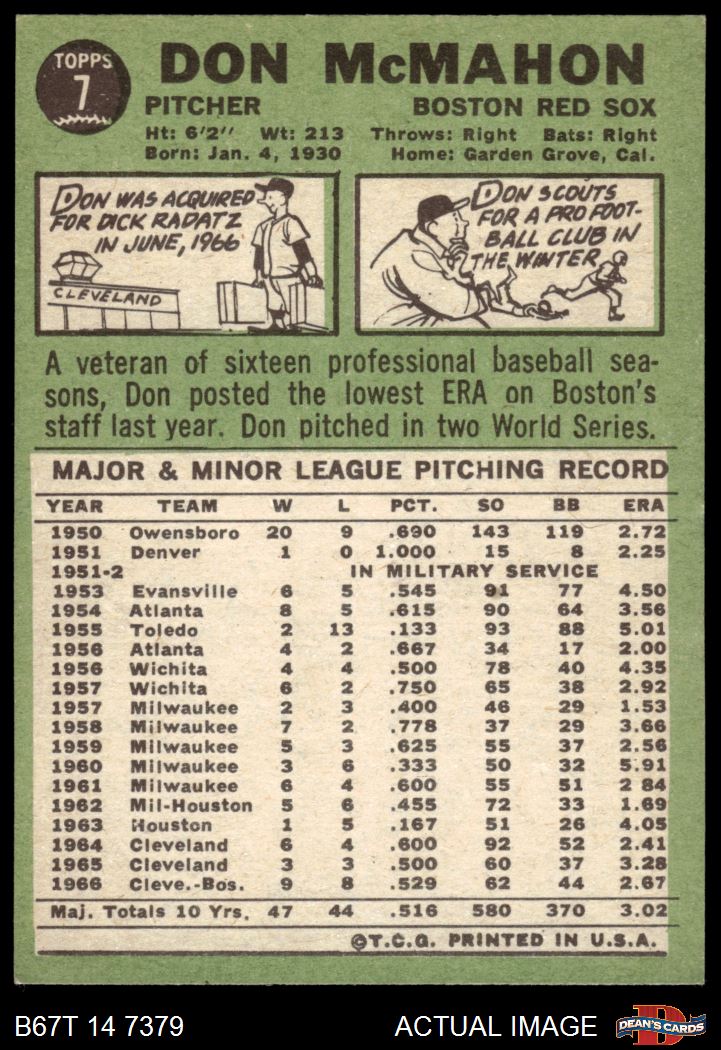 TOPPS
7
DON McMAHON
PITCHER BOSTON RED SOX
Ht: 6'2" Wt: 213 Throws: Right Bats: Right
Born: Jan. 4, 1930 Home: Garden Grove, Cal.
DON WAS ACQUIRED
FOR DICK RADATZ
IN JUNE, 1966
CLEVELAND
DON SCOUTS
FOR A PRO FOOT-
BALL CLUB IN
THE WINTER
A veteran of sixteen professional baseball sea-
sons, Don posted the lowest ERA on Boston's
staff last year. Don pitched in two World Series.
MAJOR & MINOR LEAGUE PITCHING RECORD
YEAR TEAM W L PCT. SO BB ERA
1950 Owensboro 20 9 .690 143 119 2.72
1951 Denver 1 0 1.000 15 8 2.25
1951-2 IN MILITARY SERVICE
1953 Evansville 6 5 .545 91 77 4.50
1954 Atlanta 8 5 .615 90 64 3.56
1955 Toledo 2 13 .133 93 88 5.01
1956 Atlanta 4 2 .667 34 17 2.00
1956 Wichita 4 4 .500 78 40 4.35
1957 Wichita 6 2 .750 65 38 2.92
1957 Milwaukee 2 3 .400 46 29 1.53
1958 Milwaukee 7 2 .778 37 29 3.66
1959 Milwaukee 5 3 .625 55 37 2.56
1960 Milwaukee 3 6 .333 50 32 5.91
1961 Milwaukee 6 4 .600 55 51 2 84
1962 Mil-Houston 5 6 .455 72 33 1.69
1963 Houston 1 5 .167 51 26 4.05
1964 Cleveland 6 4 .600 92 52 2.41
1965 Cleveland 3 3 .500 60 37 3.28
1966 Cleve.-Bos. 9 8 .529 62 44 2.67
Maj. Totals 10 Yrs. 47 44 .516 580 370 3.02
©T.C.G. PRINTED IN U.S.A.
B67T 14 7379 ACTUAL IMAGE DEAN'S CARDS